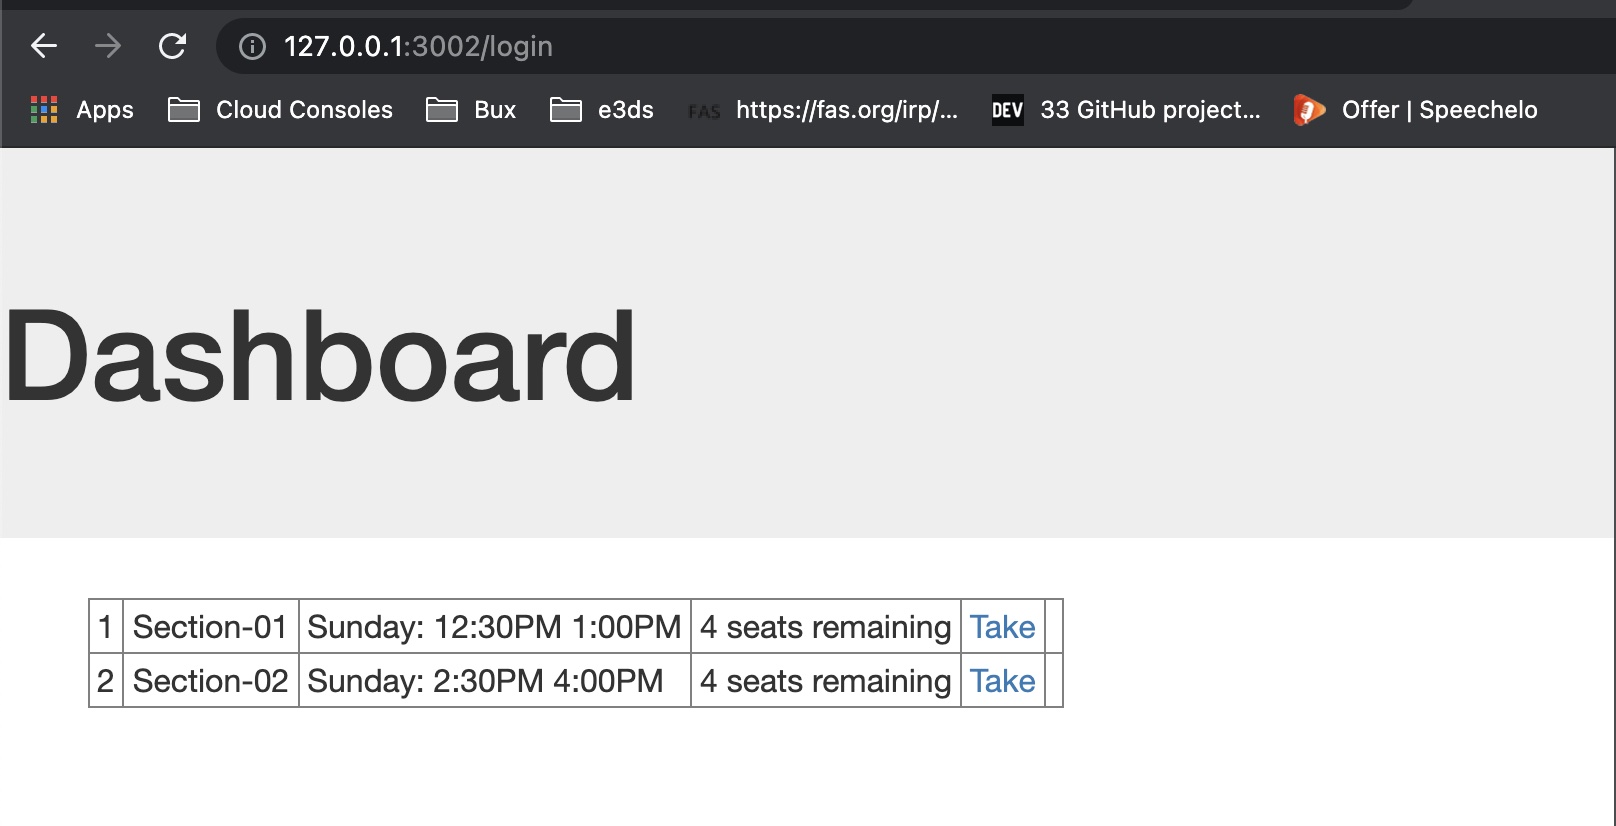 127.0.0.1:3002/login
Apps Cloud Consoles Bux e3ds FAS https://fas.org/irp/... DEV 33 GitHub project... Offer | Speechelo
Dashboard
1 Section-01 Sunday: 12:30PM 1:00PM 4 seats remaining Take
2 Section-02 Sunday: 2:30PM 4:00PM 4 seats remaining Take